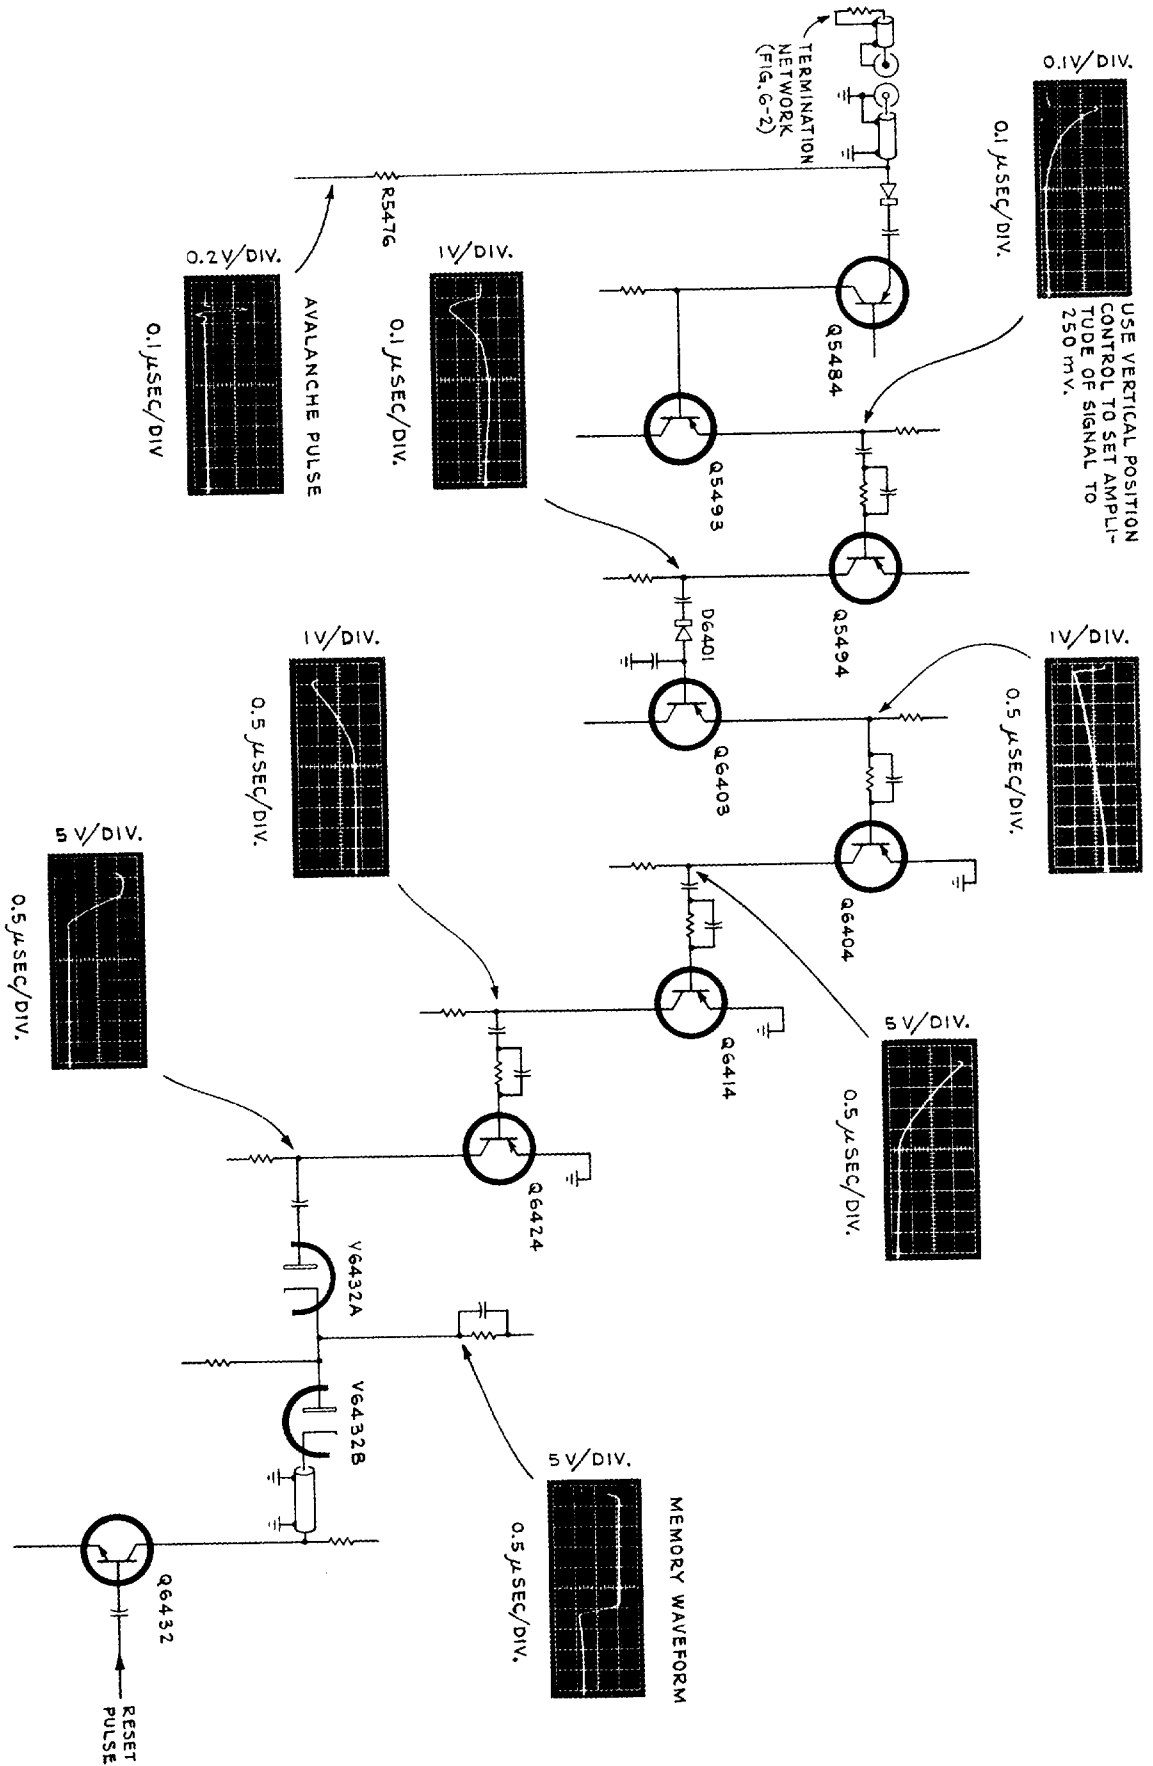 TERMINATION
NETWORK
(FIG. 6-2)
0.1V/DIV.
0.1 µSEC/DIV.
USE VERTICAL POSITION
CONTROL TO SET AMPLI-
TUDE OF SIGNAL TO
250 mv.
R5476
0.2V/DIV.
0.1 µSEC/DIV
AVALANCHE PULSE
1V/DIV.
0.1 µSEC/DIV.
Q5484
Q5493
Q5494
D6401
Q6403
1V/DIV.
0.5 µSEC/DIV.
Q6404
1V/DIV.
0.5 µSEC/DIV.
Q6414
5V/DIV.
0.5 µSEC/DIV.
5 V/DIV.
0.5 µSEC/DIV.
Q6424
V6432A
V6432B
5V/DIV.
0.5 µSEC/DIV.
MEMORY WAVEFORM
Q6432
RESET
PULSE